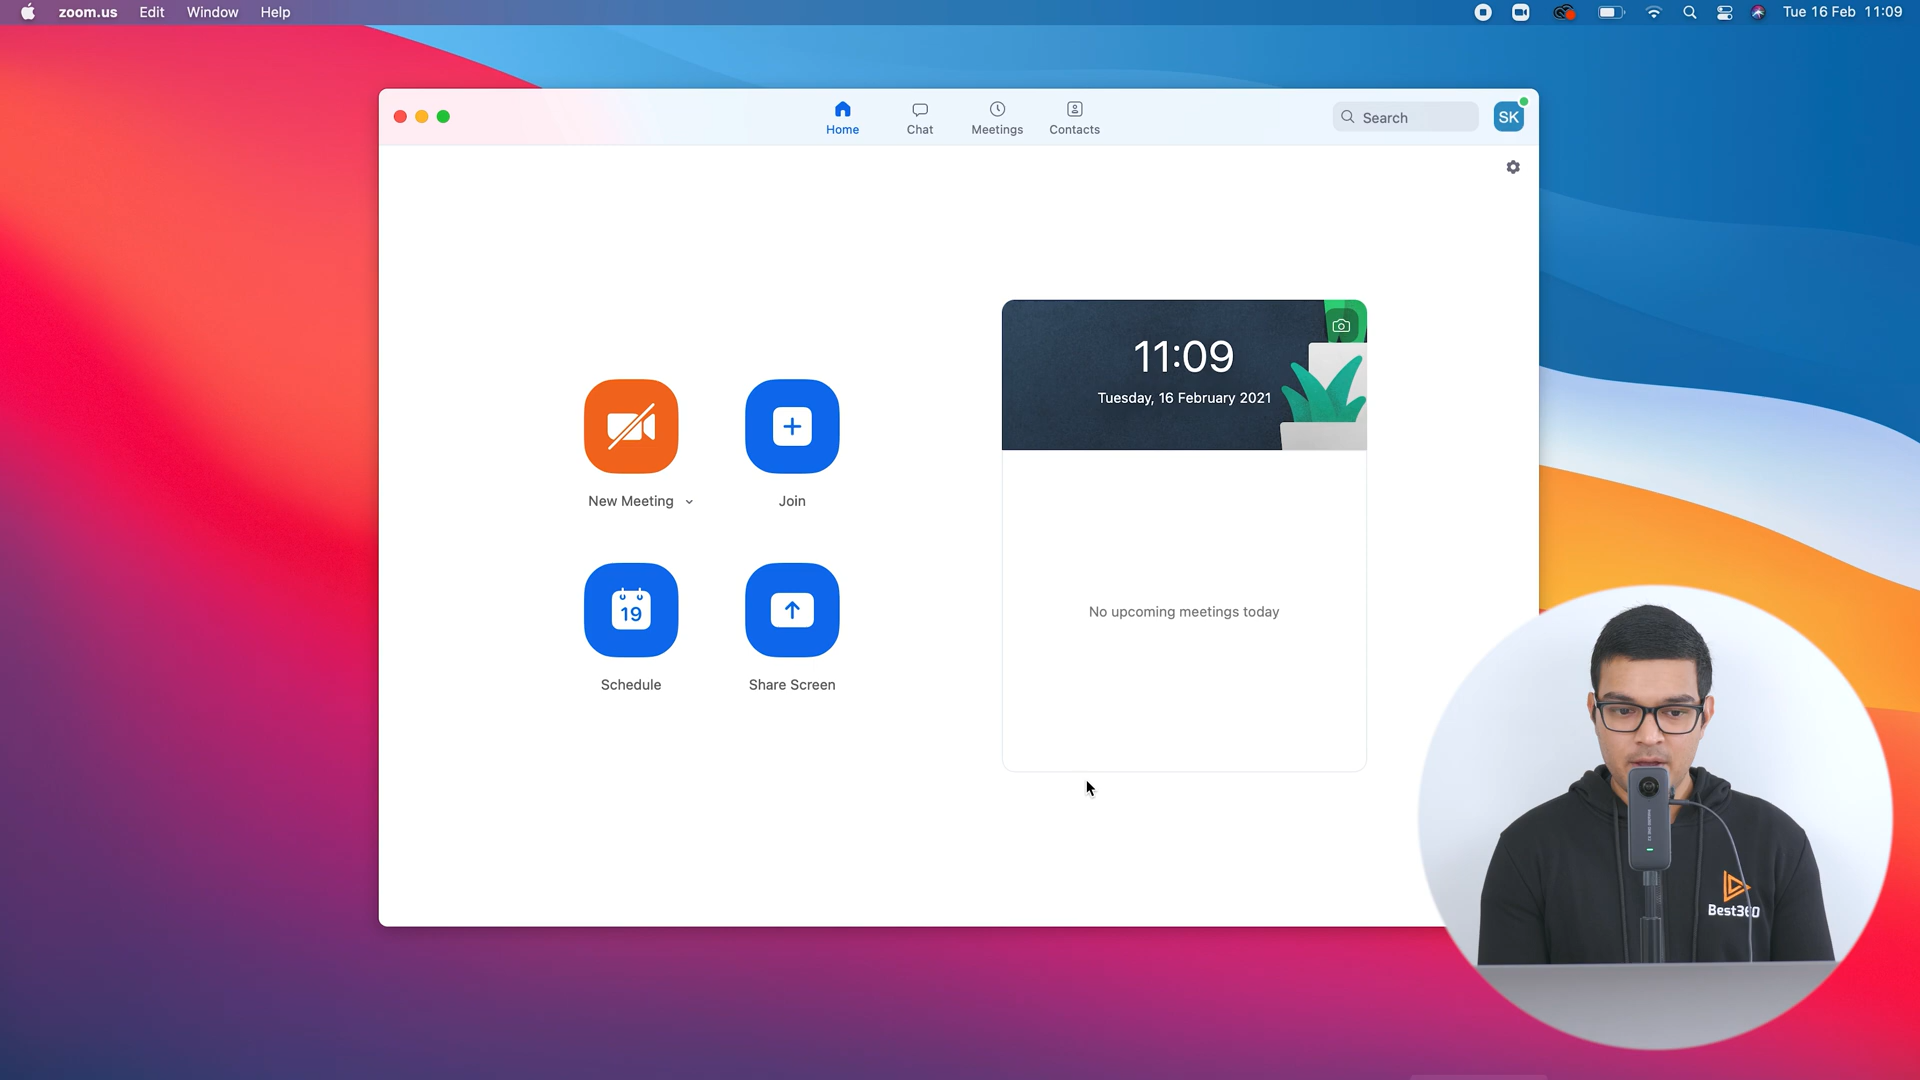 zoom.us Edit Window Help
Tue 16 Feb 11:09
Home
Chat
Meetings
Contacts
Search
SK
11:09
Tuesday, 16 February 2021
New Meeting
Join
19
Schedule
Share Screen
No upcoming meetings today
Best360